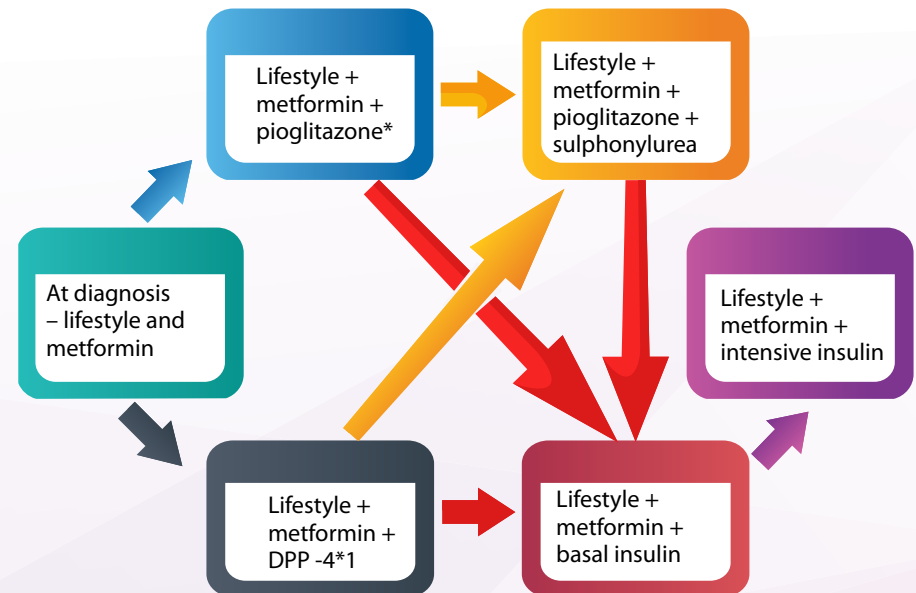 Lifestyle +
metformin +
pioglitazone*
Lifestyle +
metformin +
pioglitazone +
sulphonylurea
At diagnosis
– lifestyle and
metformin
Lifestyle +
metformin +
intensive insulin
Lifestyle +
metformin +
DPP -4*1
Lifestyle +
metformin +
basal insulin